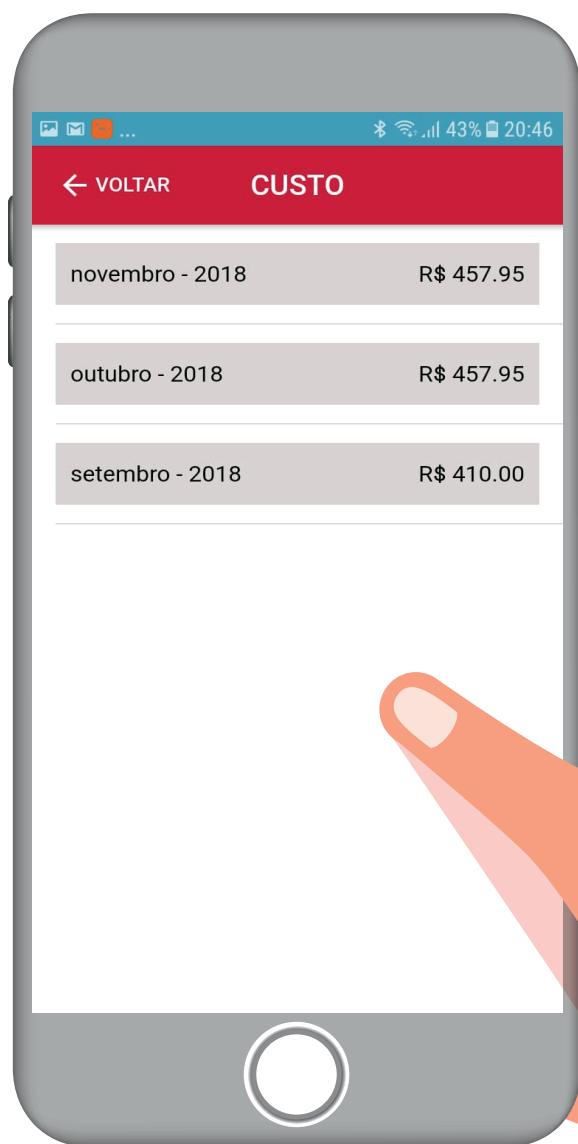 ... 43% 20:46
VOLTAR CUSTO
novembro - 2018 R$ 457.95
outubro - 2018 R$ 457.95
setembro - 2018 R$ 410.00